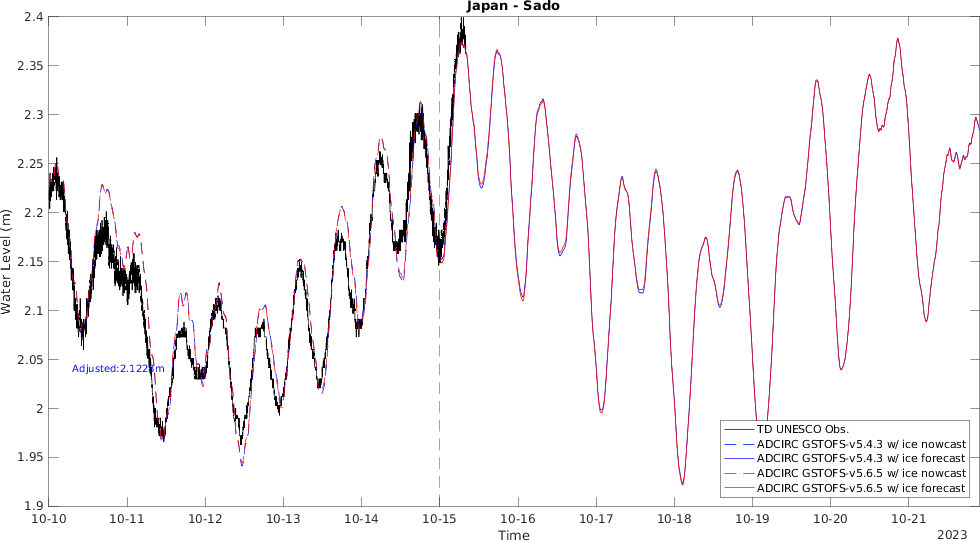 Japan - Sado
Water Level (m)
2.4
2.35
2.3
2.25
2.2
2.15
2.1
2.05
2
1.95
1.9
Adjusted:2.1228m
TD UNESCO Obs.
ADCIRC GSTOFS-v5.4.3 w/ ice nowcast
ADCIRC GSTOFS-v5.4.3 w/ ice forecast
ADCIRC GSTOFS-v5.6.5 w/ ice nowcast
ADCIRC GSTOFS-v5.6.5 w/ ice forecast
10-10 10-11 10-12 10-13 10-14 10-15 10-16 10-17 10-18 10-19 10-20 10-21
Time
2023